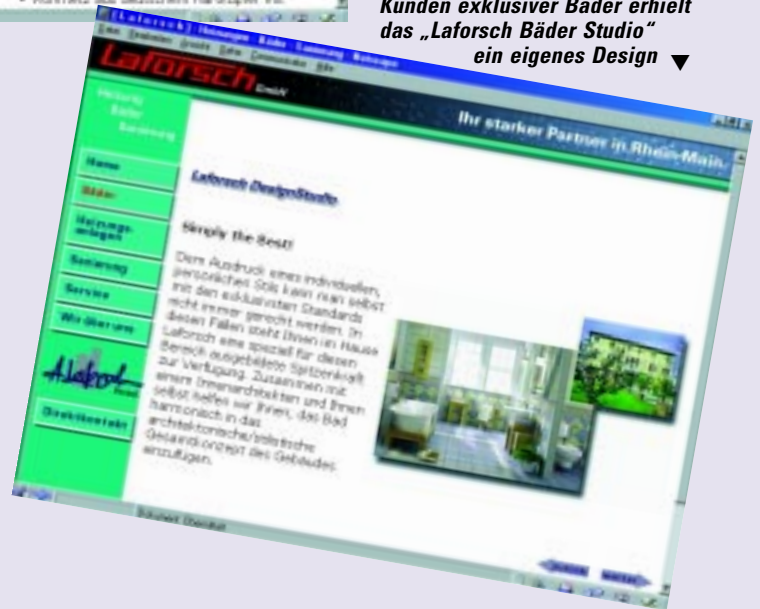 Kunden exklusiver Bäder erhielt
das „Laforsch Bäder Studio“
ein eigenes Design ▼
[Laforsch] Heizungen Bäder Sanierung
Laforsch GmbH
Ihr starker Partner in Rhein-Main
Heizung
Bäder
Sanierung
Home
Bäder
Heizungs-
anlagen
Sanierung
Service
Wir über uns
Direktkontakt
Laforsch DesignStudio
Simply the Best!
Dem Ausdruck eines individuellen,
persönlichen Stils kann man selbst
mit den exklusivsten Standards
nicht immer gerecht werden. In
diesen Fällen steht Ihnen im Hause
Laforsch eine speziell für diesen
Bereich ausgebildete Spitzenkraft
zur Verfügung. Zusammen mit
einem Innenarchitekten und Ihnen
selbst helfen wir Ihnen, das Bad
harmonisch in das
architektonische/stilistische
Gesamtkonzept des Gebäudes
einzufügen.